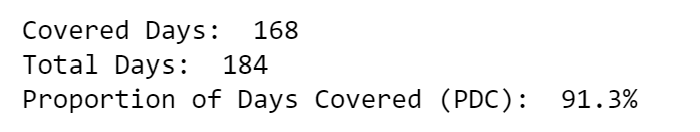 Covered Days:  168
Total Days:  184
Proportion of Days Covered (PDC):  91.3%